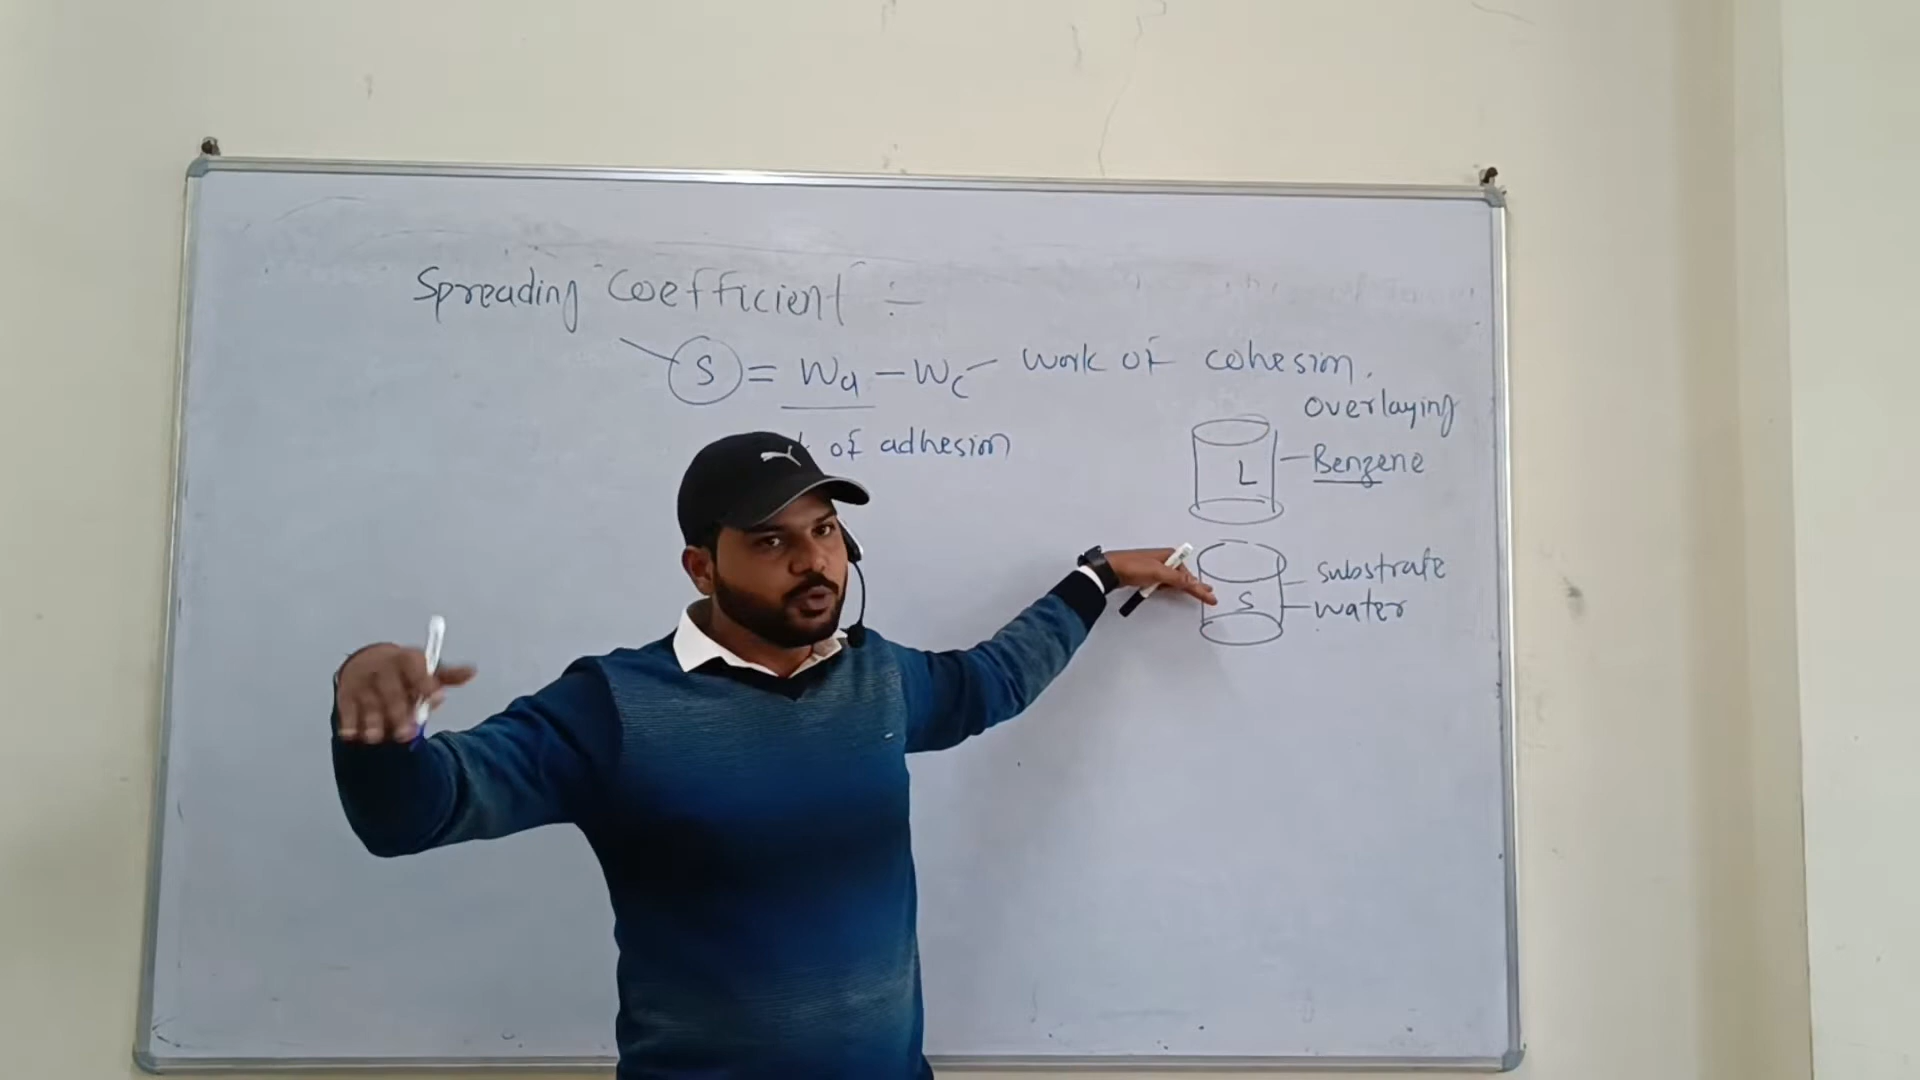 Spreading Coefficient :-
S = Wa - Wc - Work of cohesion.
of adhesion
overlaying
L - Benzene
substrate
S - water